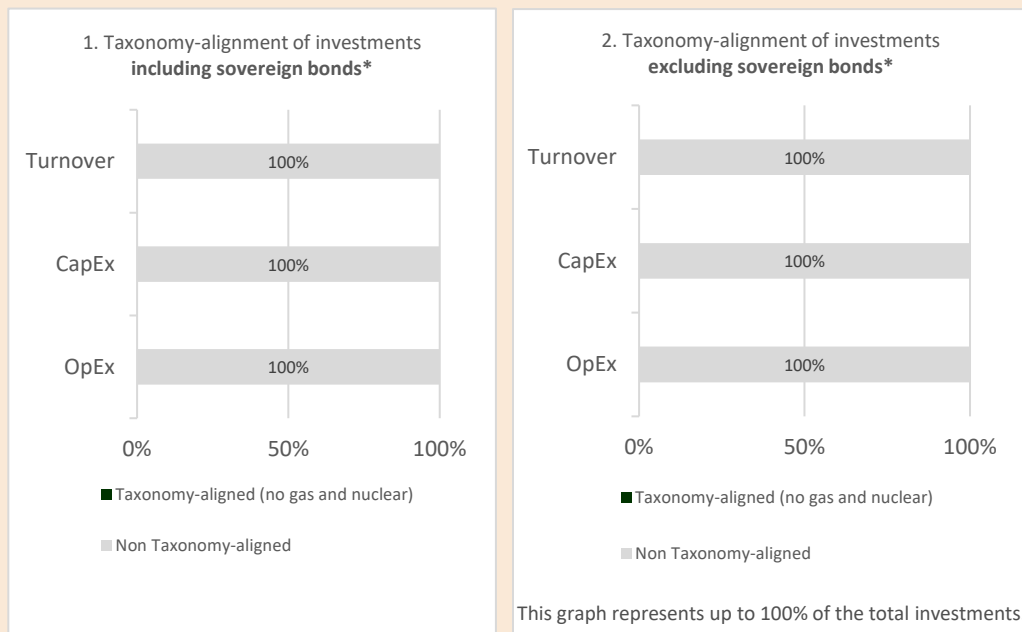 1. Taxonomy-alignment of investments
including sovereign bonds*
Turnover
100%
CapEx
100%
OpEx
100%
0%
50%
100%
Taxonomy-aligned (no gas and nuclear)
Non Taxonomy-aligned
2. Taxonomy-alignment of investments
excluding sovereign bonds*
Turnover
100%
CapEx
100%
OpEx
100%
0%
50%
100%
Taxonomy-aligned (no gas and nuclear)
Non Taxonomy-aligned
This graph represents up to 100% of the total investments